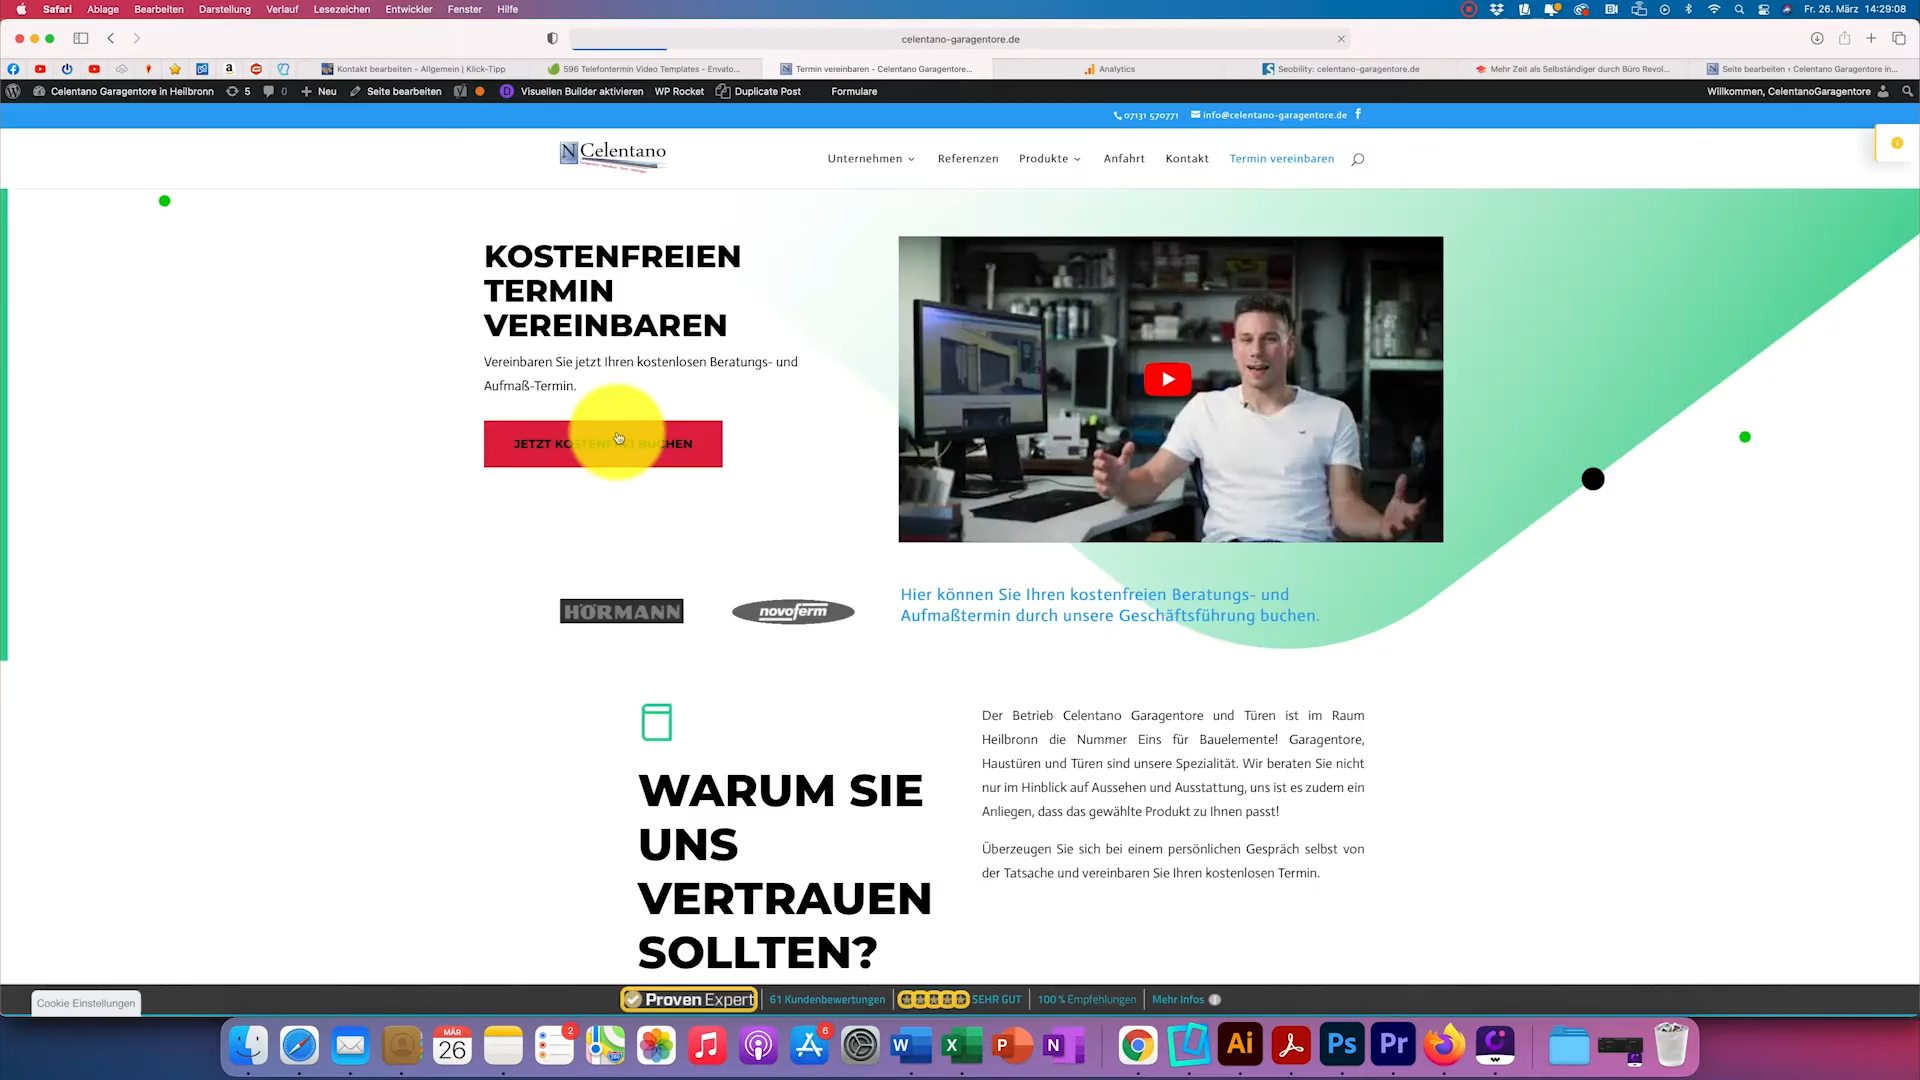 Safari Ablage Bearbeiten Darstellung Verlauf Lesezeichen Entwickler Fenster Hilfe Fr. 26. März 14:29:08
celentano-garagentore.de
Kontakt bearbeiten - Allgemein | Klick-Tipp 596 Telefontermin Video Templates - Envato... Termin vereinbaren - Celentano Garagentore... Analytics Seobility: celentano-garagentore.de Mehr Zeit als Selbständiger durch Büro Revol... Seite bearbeiten ‹ Celentano Garagentore in...
Celentano Garagentore in Heilbronn 5 0 Neu Seite bearbeiten Visuellen Builder aktivieren WP Rocket Duplicate Post Formulare Willkommen, CelentanoGaragentore
07131 570771 info@celentano-garagentore.de
N Celentano
Unternehmen Referenzen Produkte Anfahrt Kontakt Termin vereinbaren
KOSTENFREIEN
TERMIN
VEREINBAREN
Vereinbaren Sie jetzt Ihren kostenlosen Beratungs- und
Aufmaß-Termin.
JETZT KOSTENFREI BUCHEN
HÖRMANN novoferm
Hier können Sie Ihren kostenfreien Beratungs- und
Aufmaßtermin durch unsere Geschäftsführung buchen.
WARUM SIE
UNS
VERTRAUEN
SOLLTEN?
Der Betrieb Celentano Garagentore und Türen ist im Raum
Heilbronn die Nummer Eins für Bauelemente! Garagentore,
Haustüren und Türen sind unsere Spezialität. Wir beraten Sie nicht
nur im Hinblick auf Aussehen und Ausstattung, uns ist es zudem ein
Anliegen, dass das gewählte Produkt zu Ihnen passt!
Überzeugen Sie sich bei einem persönlichen Gespräch selbst von
der Tatsache und vereinbaren Sie Ihren kostenlosen Termin.
Cookie Einstellungen
ProvenExpert 61 Kundenbewertungen SEHR GUT 100 % Empfehlungen Mehr Infos
MÄR
26 2 6 W X P N Ai Ps Pr